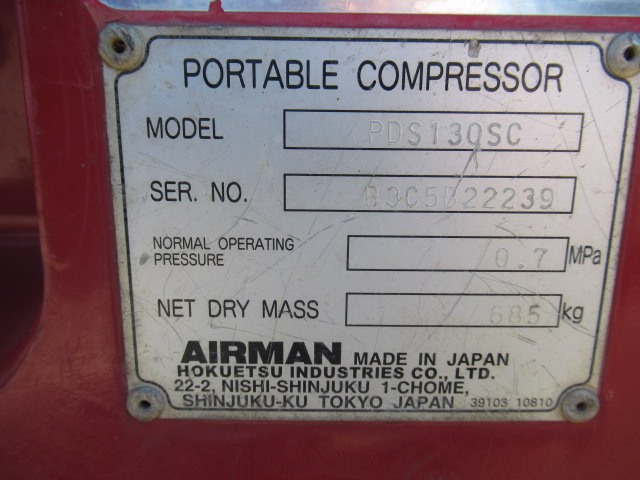 PORTABLE COMPRESSOR
MODEL PDS130SC
SER. NO. B3C5B22239
NORMAL OPERATING
PRESSURE 0.7 MPa
NET DRY MASS 685 kg
AIRMAN MADE IN JAPAN
HOKUETSU INDUSTRIES CO., LTD.
22-2, NISHI-SHINJUKU 1-CHOME,
SHINJUKU-KU TOKYO JAPAN 39103 10810